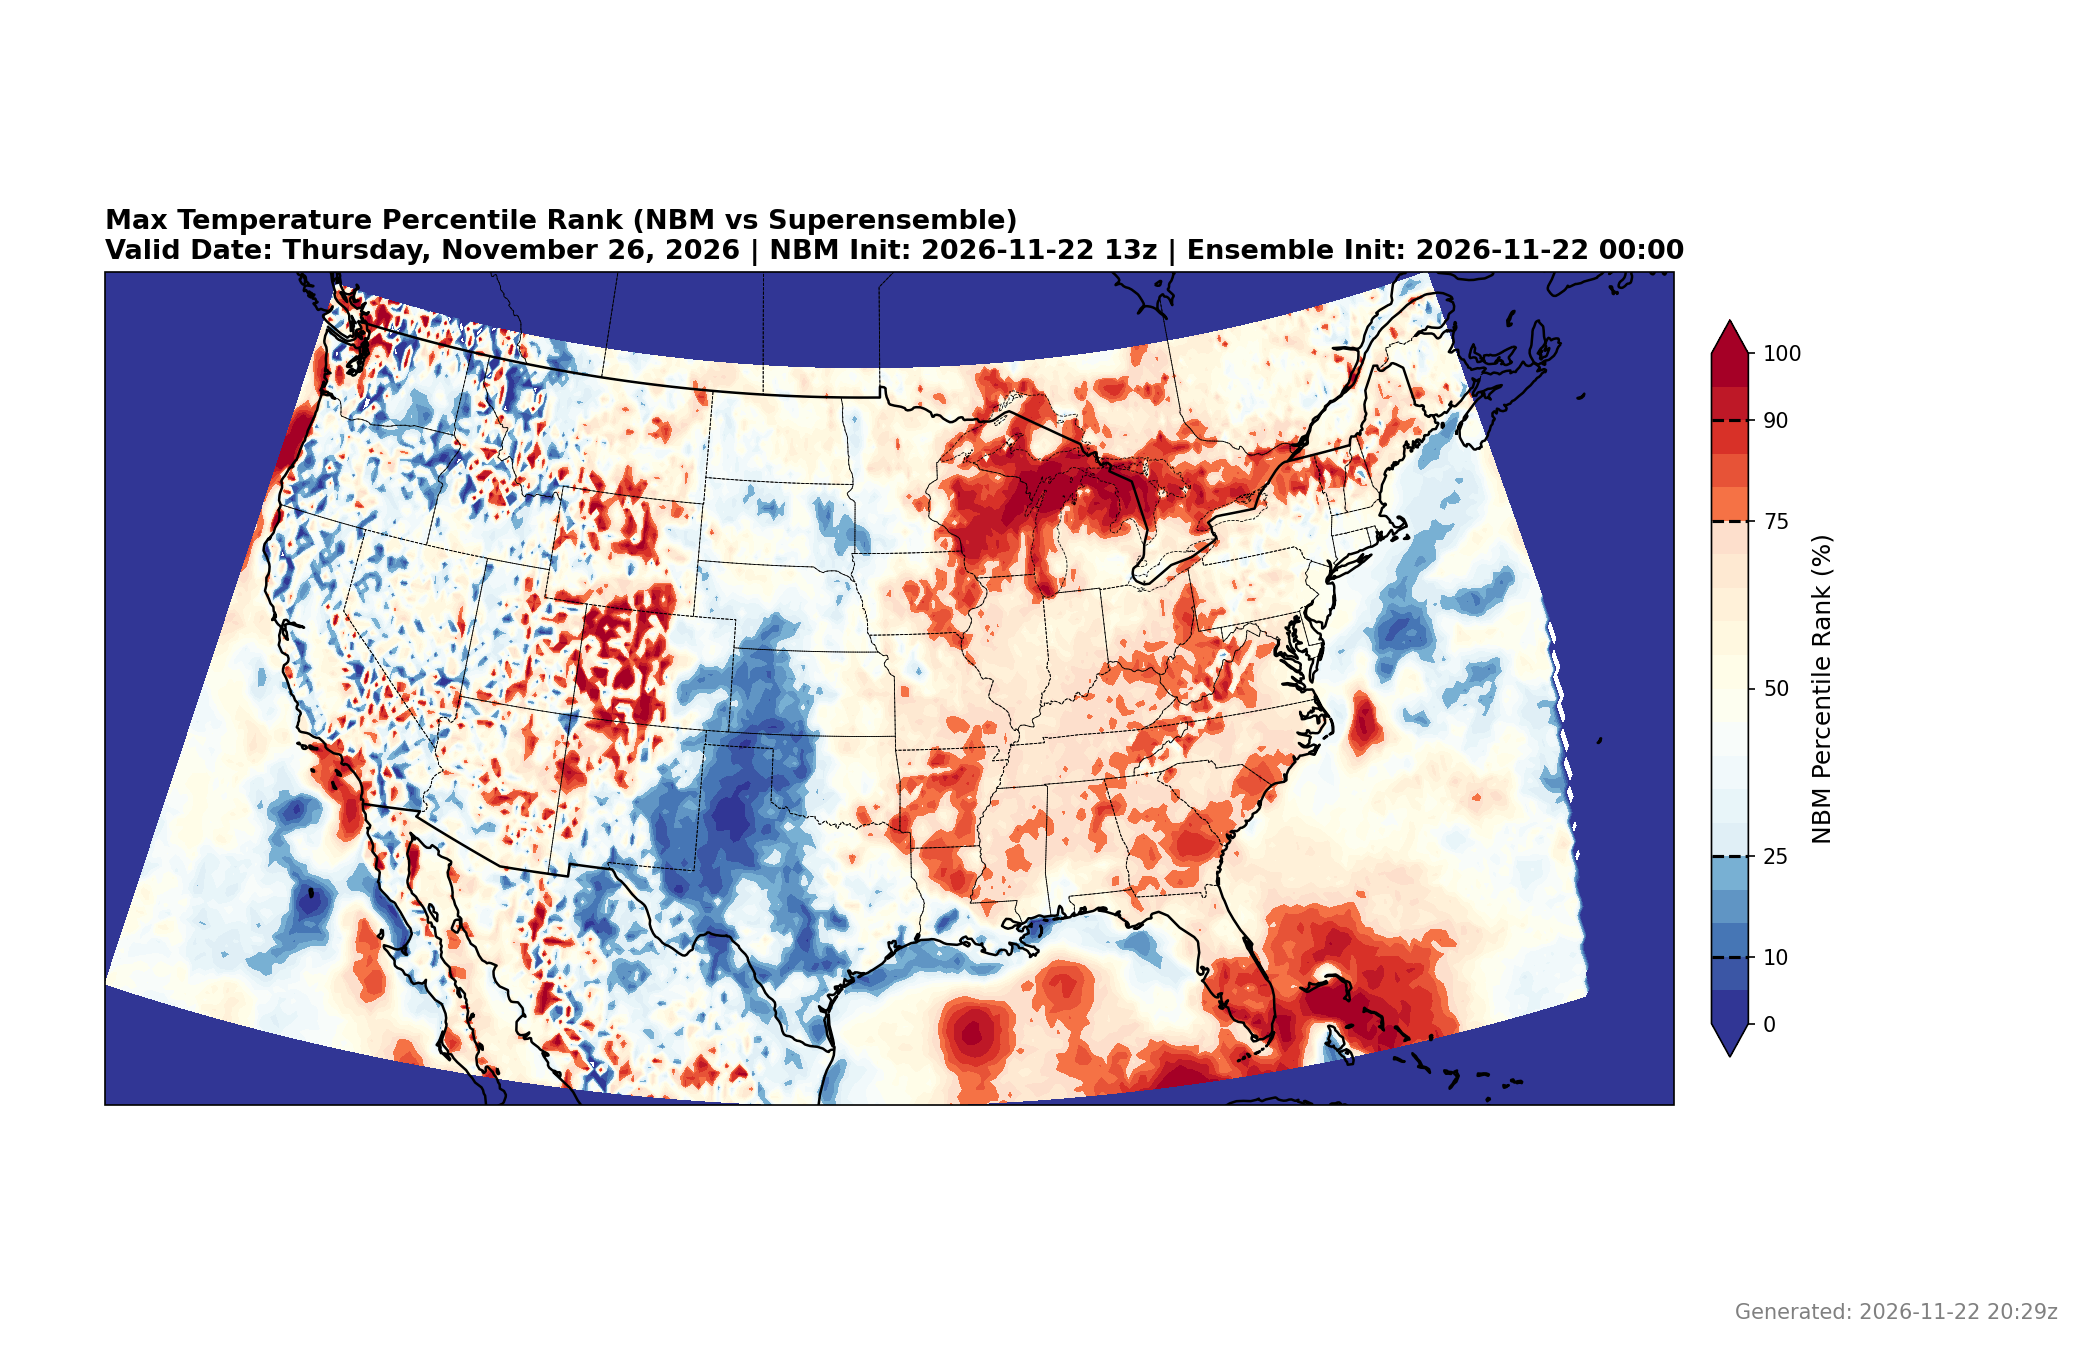 Max Temperature Percentile Rank (NBM vs Superensemble)
Valid Date: Thursday, November 26, 2026 | NBM Init: 2026-11-22 13z | Ensemble Init: 2026-11-22 00:00
100
90
75
50
25
10
0
NBM Percentile Rank (%)
Generated: 2026-11-22 20:29z